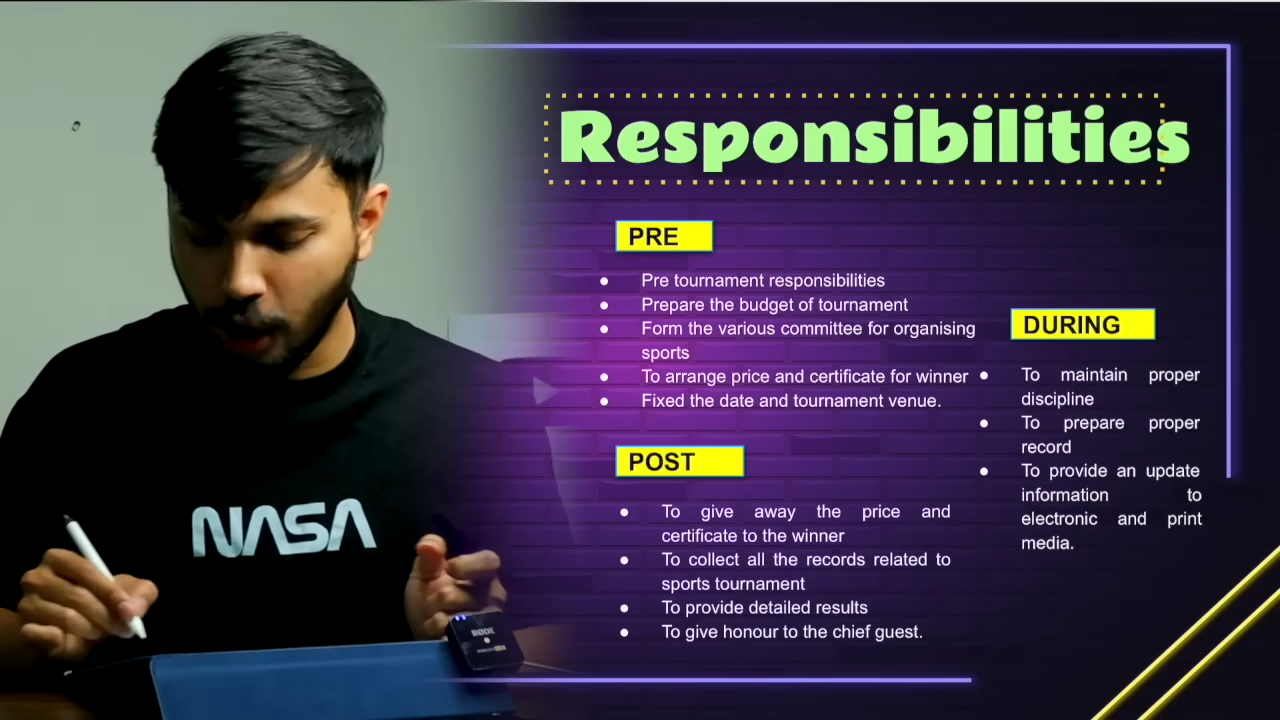 Responsibilities
PRE
● Pre tournament responsibilities
● Prepare the budget of tournament
● Form the various committee for organising
sports
● To arrange price and certificate for winner
● Fixed the date and tournament venue.
DURING
● To maintain proper
discipline
● To prepare proper
record
● To provide an update
information to
electronic and print
media.
POST
● To give away the price and
certificate to the winner
● To collect all the records related to
sports tournament
● To provide detailed results
● To give honour to the chief guest.
NASA
RODE